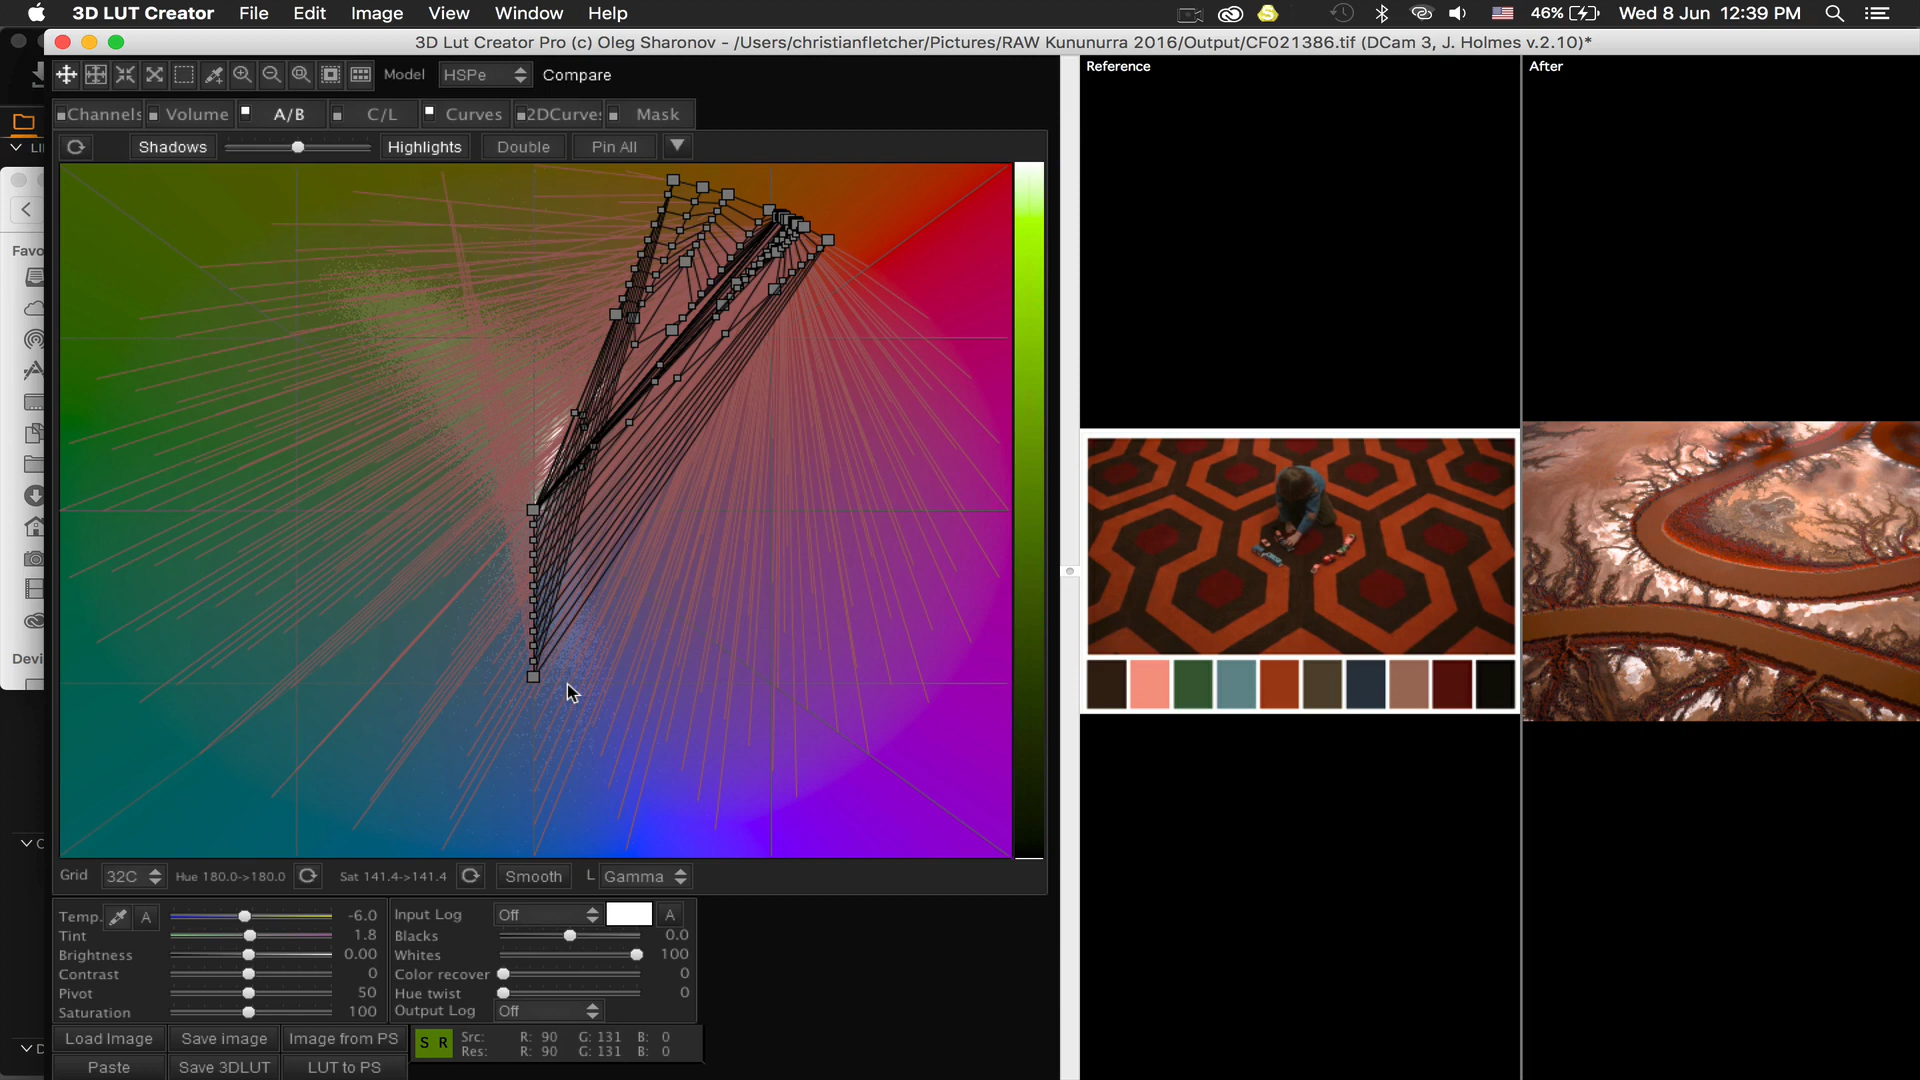 3D LUT Creator File Edit Image View Window Help 46% Wed 8 Jun 12:39 PM
3D Lut Creator Pro (c) Oleg Sharonov - /Users/christianfletcher/Pictures/RAW Kununurra 2016/Output/CF021386.tif (DCam 3, J. Holmes v.2.10)*
Model HSPe Compare
Reference
After
Channels Volume A/B C/L Curves 2DCurves Mask
Shadows Highlights Double Pin All
LI
Favo
Devi
Grid 32C Hue 180.0->180.0 Sat 141.4->141.4 Smooth L Gamma
Temp. A -6.0
Tint 1.8
Brightness 0.00
Contrast 0
Pivot 50
Saturation 100
Input Log Off A
Blacks 0.0
Whites 100
Color recover 0
Hue twist 0
Output Log Off
Load Image Save image Image from PS
Paste Save 3DLUT LUT to PS
S R
Src: R: 90 G: 131 B: 0
Res: R: 90 G: 131 B: 0